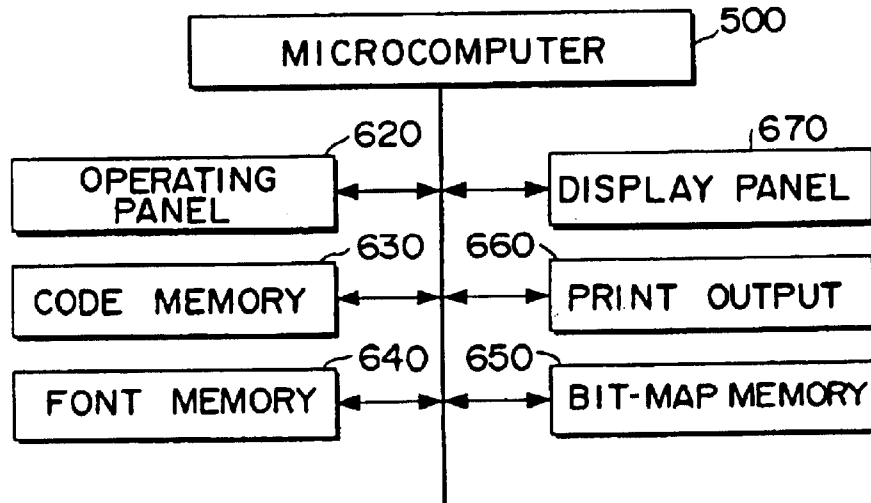 500
MICROCOMPUTER
620
OPERATING
PANEL
670
DISPLAY PANEL
630
CODE MEMORY
660
PRINT OUTPUT
640
FONT MEMORY
650
BIT-MAP MEMORY